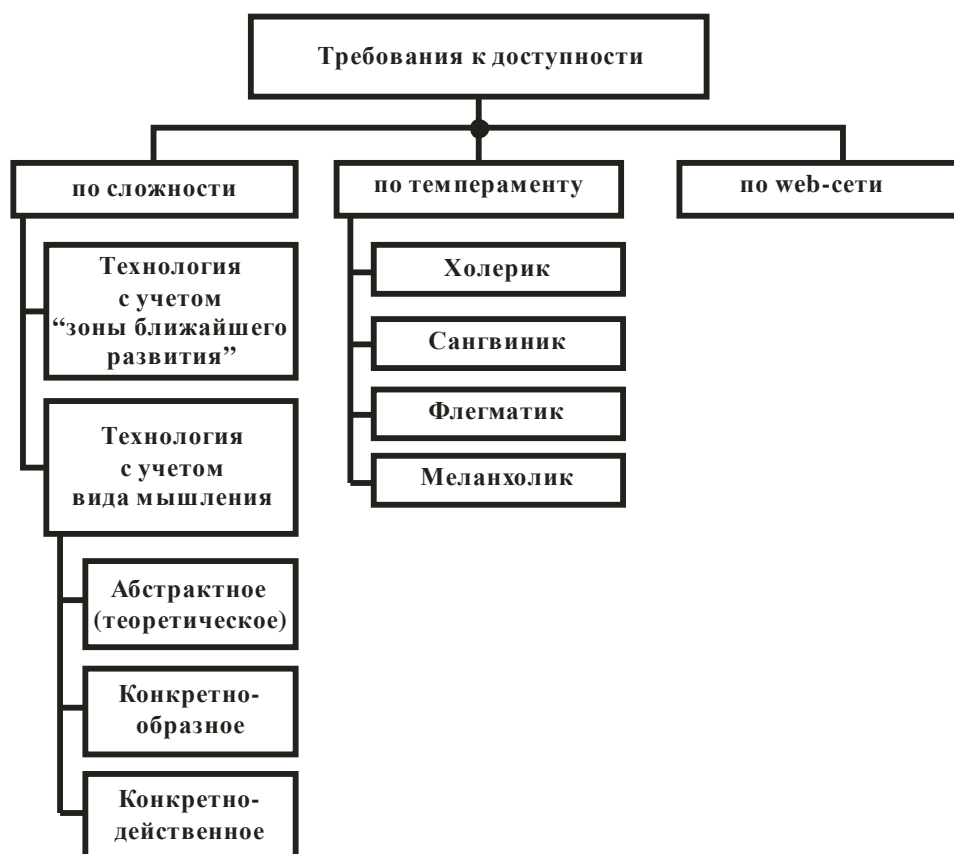 Требования к доступности
по сложности
по темпераменту
по web-сети
Технология
с учетом
“зоны ближайшего
развития”
Технология
с учетом
вида мышления
Абстрактное
(теоретическое)
Конкретно-
образное
Конкретно-
действенное
Холерик
Сангвиник
Флегматик
Меланхолик